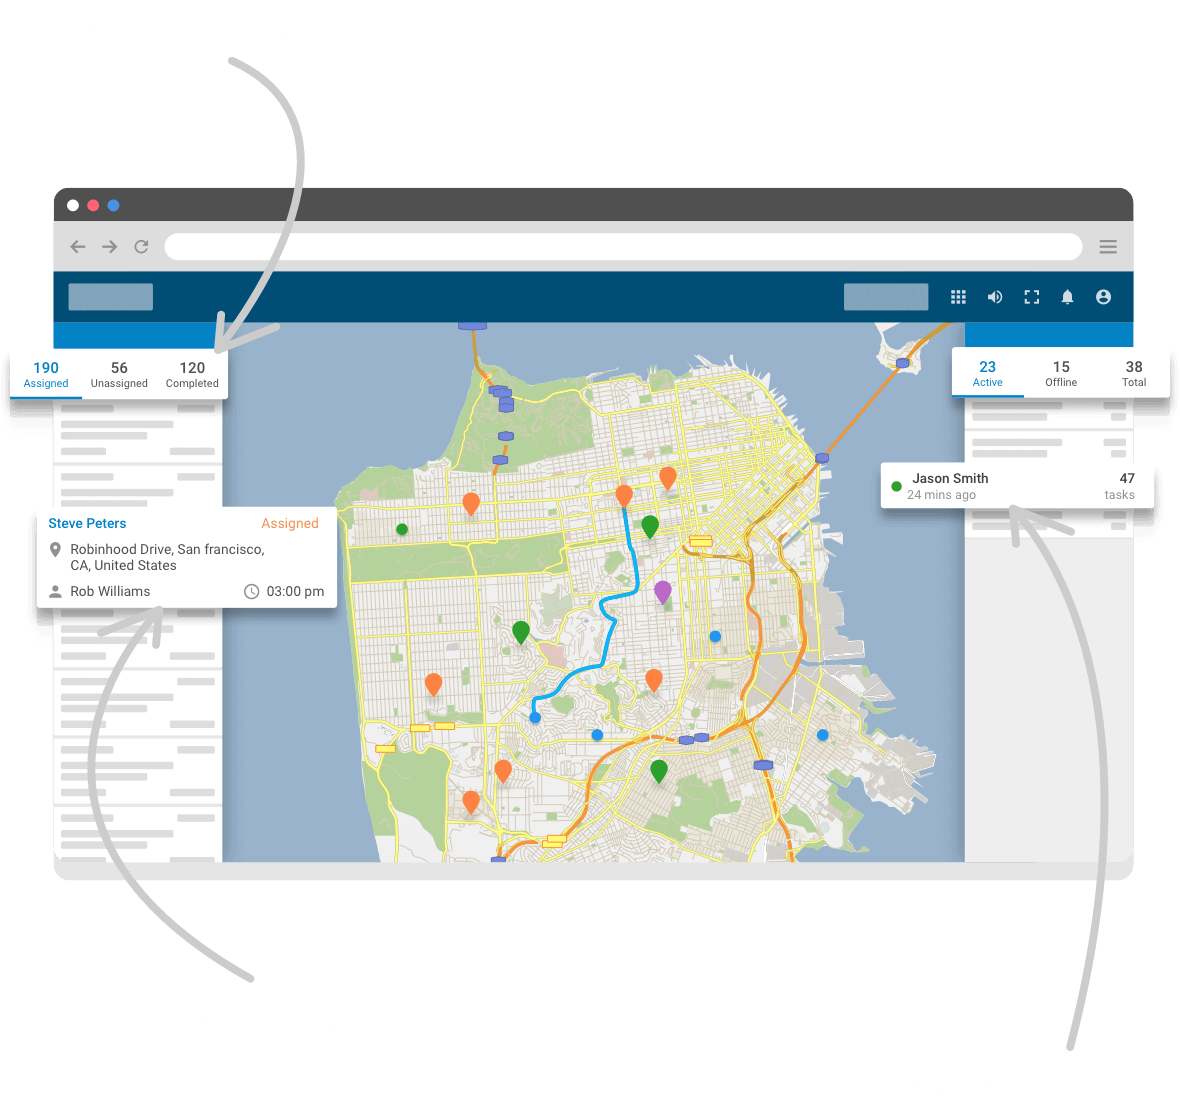 190 56 120
Assigned Unassigned Completed
23 15 38
Active Offline Total
Jason Smith 47
24 mins ago tasks
Steve Peters Assigned
Robinhood Drive, San francisco,
CA, United States
Rob Williams 03:00 pm